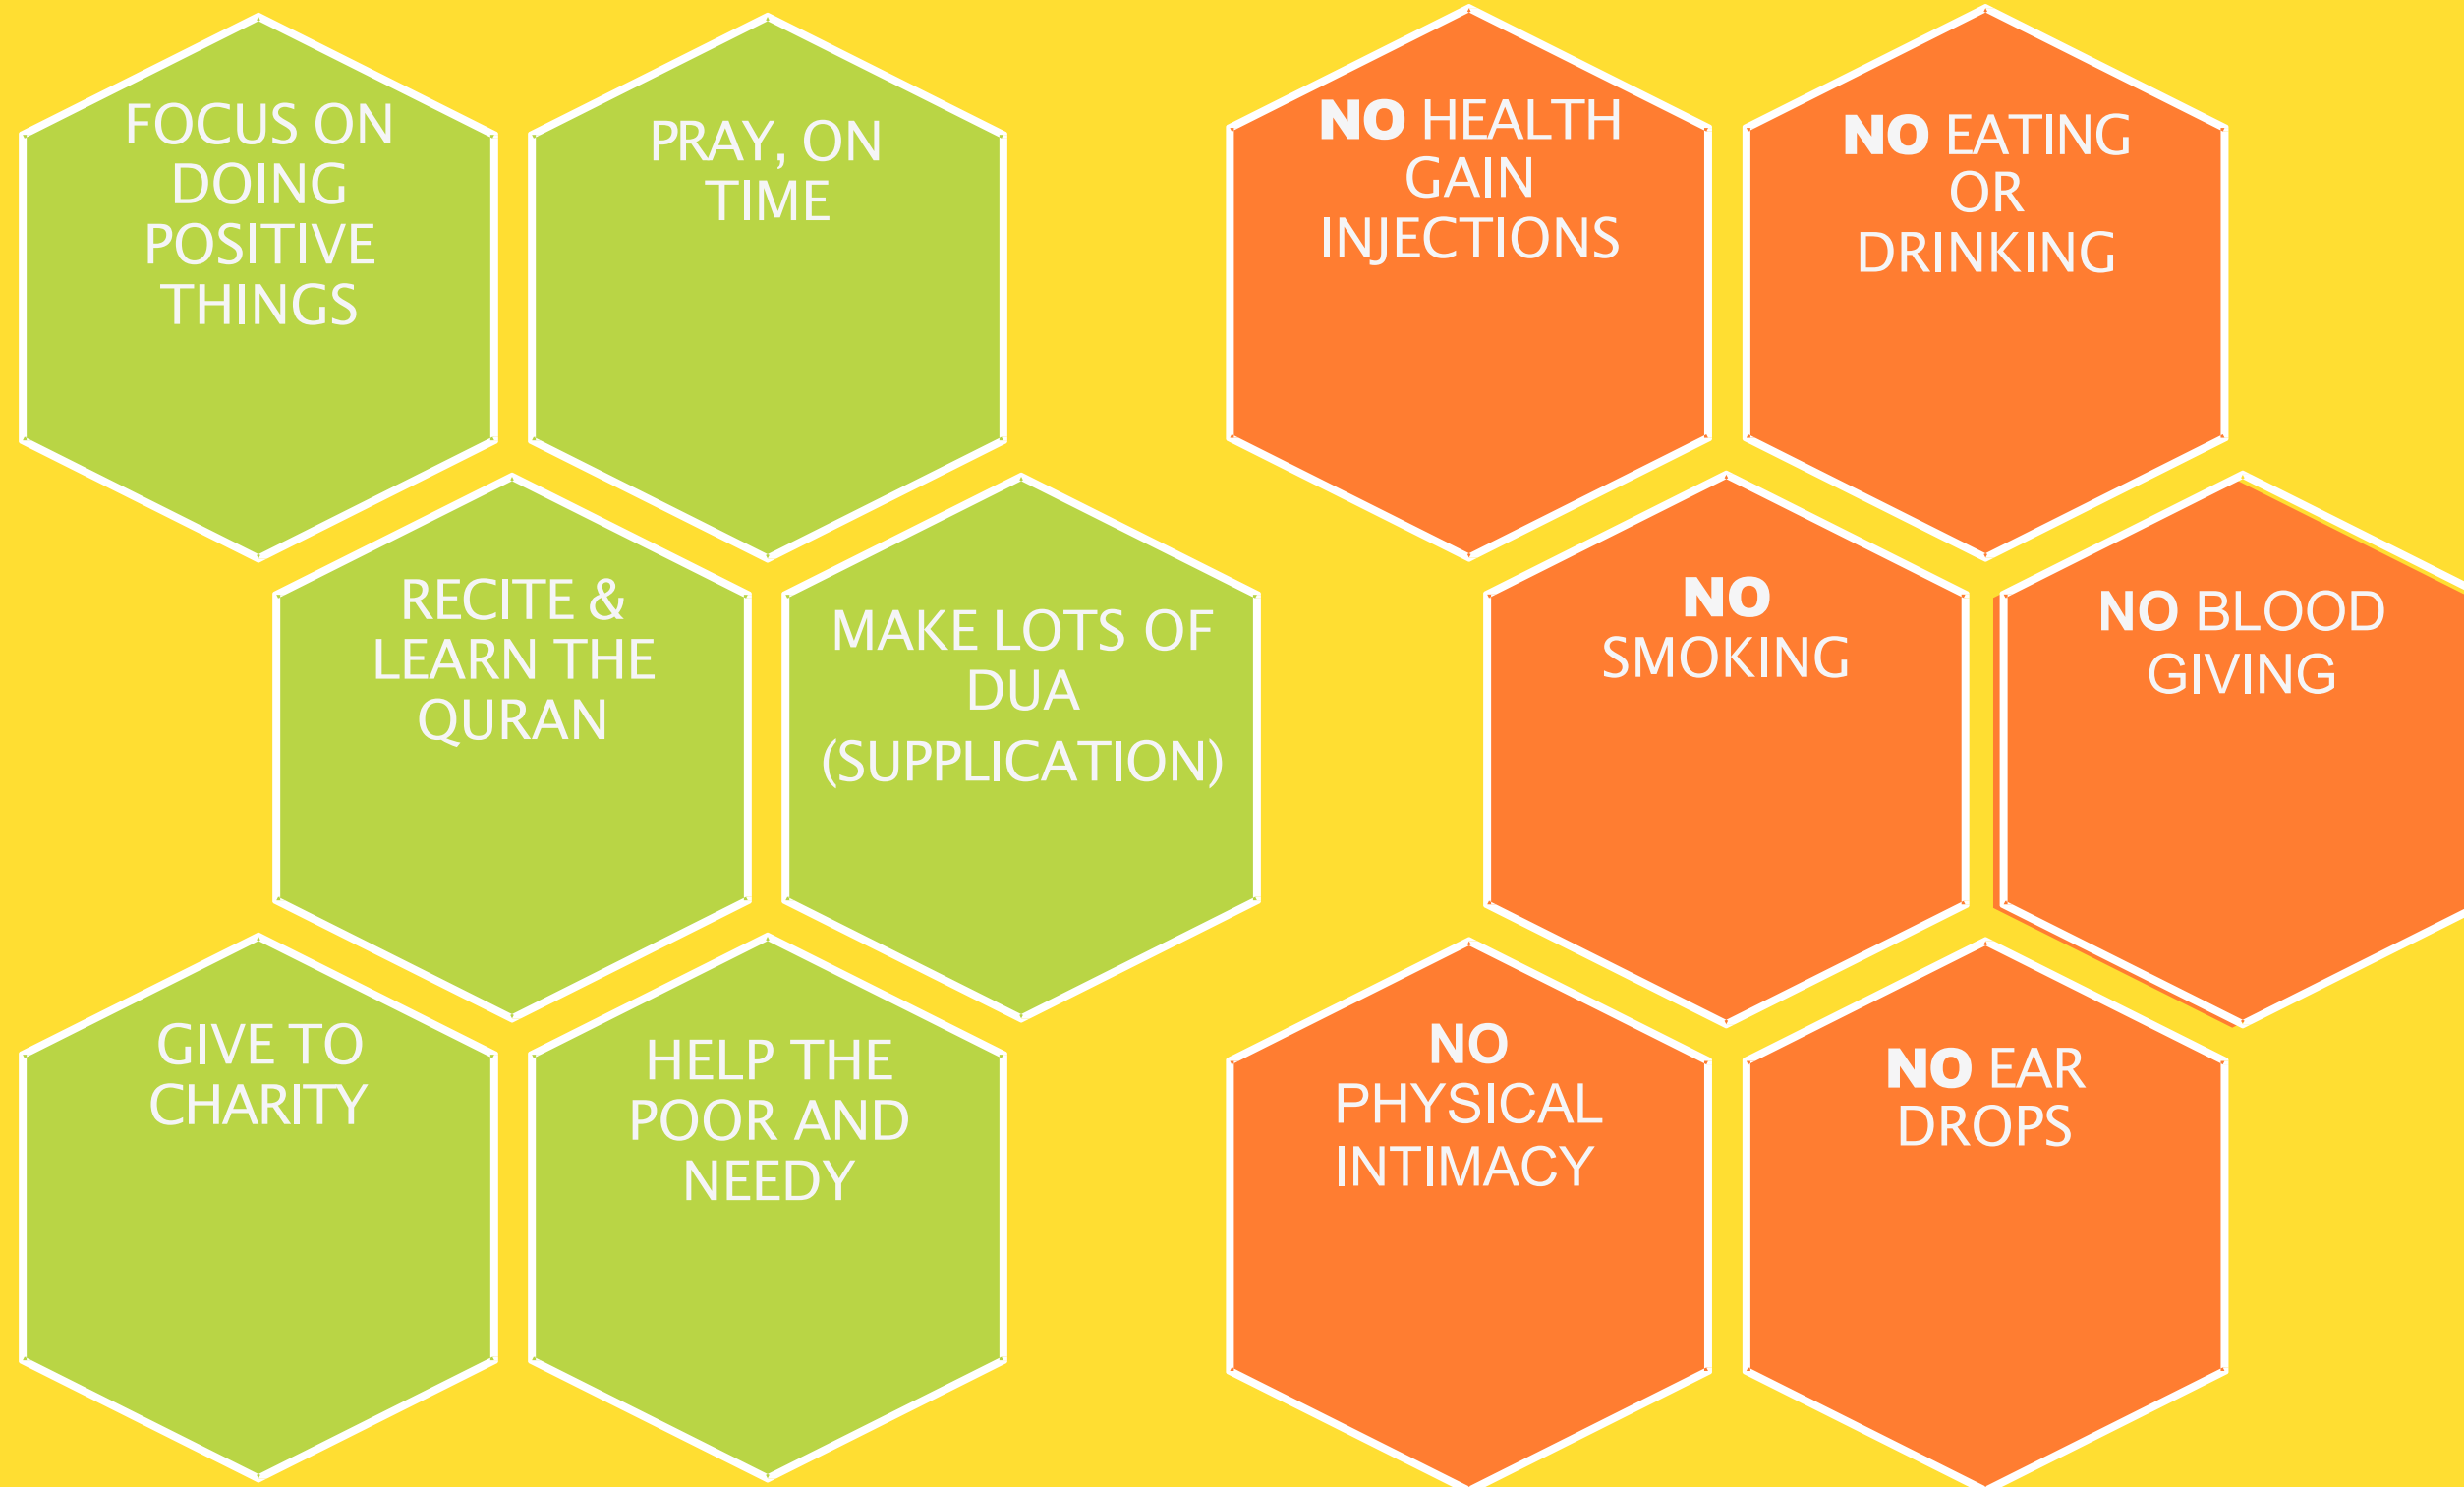 FOCUS ON
DOING
POSITIVE
THINGS
PRAY, ON
TIME
RECITE &
LEARN THE
QURAN
MAKE LOTS OF
DUA
(SUPPLICATION)
GIVE TO
CHARITY
HELP THE
POOR AND
NEEDY
NO HEALTH
GAIN
INJECTIONS
NO EATING
OR
DRINKING
NO
SMOKING
NO BLOOD
GIVING
NO
PHYSICAL
INTIMACY
NO EAR
DROPS